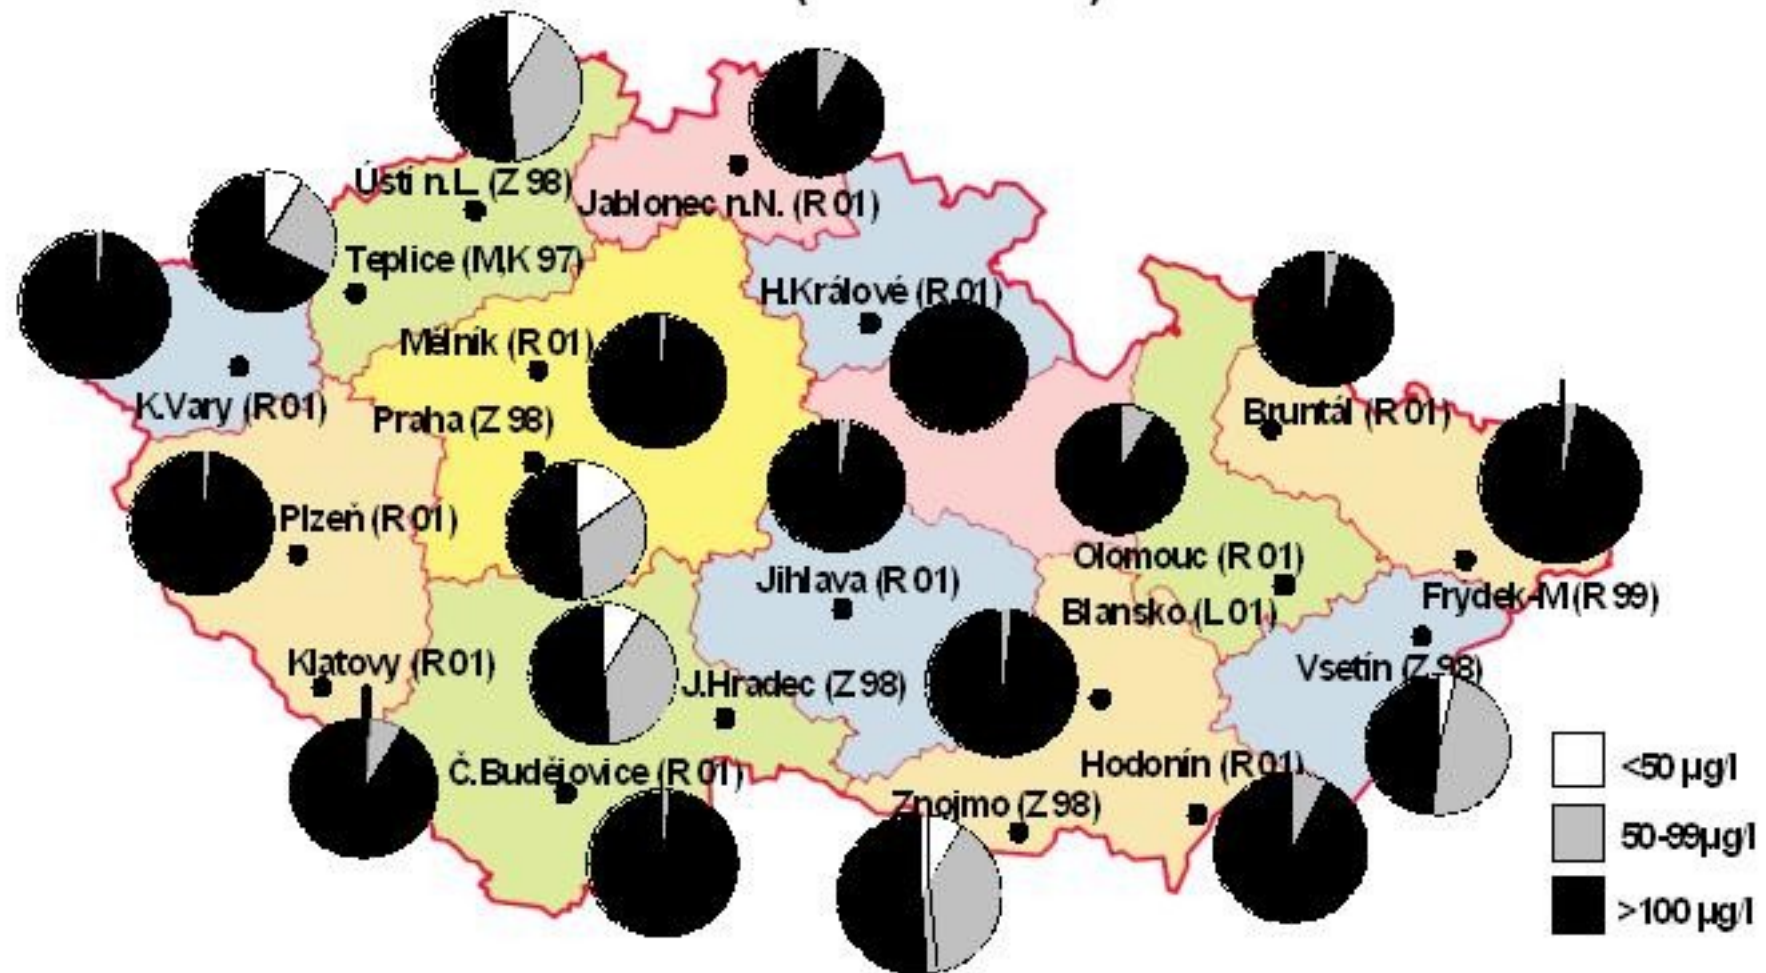 Ústí n.L. (Z 98)
Jablonec n.N. (R 01)
Teplice (M,K 97)
H.Králové (R 01)
Mělník (R 01)
K.Vary (R 01)
Praha (Z 98)
Bruntál (R 01)
Plzeň (R 01)
Olomouc (R 01)
Jihlava (R 01)
Frýdek-M (R 99)
Blansko (L 01)
Klatovy (R 01)
Vsetín (Z 98)
J.Hradec (Z 98)
Č.Budějovice (R 01)
Hodonín (R 01)
Znojmo (Z 98)
<50 µg/l
50-99µg/l
>100 µg/l